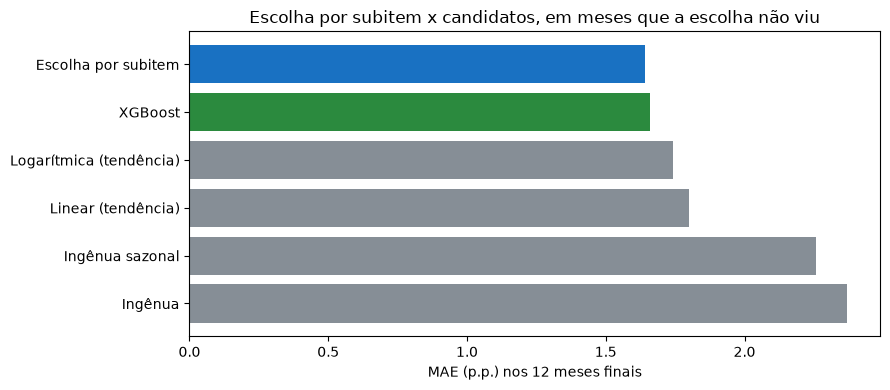 Escolha por subitem x candidatos, em meses que a escolha não viu
Escolha por subitem
XGBoost
Logarítmica (tendência)
Linear (tendência)
Ingênua sazonal
Ingênua
0.0 0.5 1.0 1.5 2.0
MAE (p.p.) nos 12 meses finais